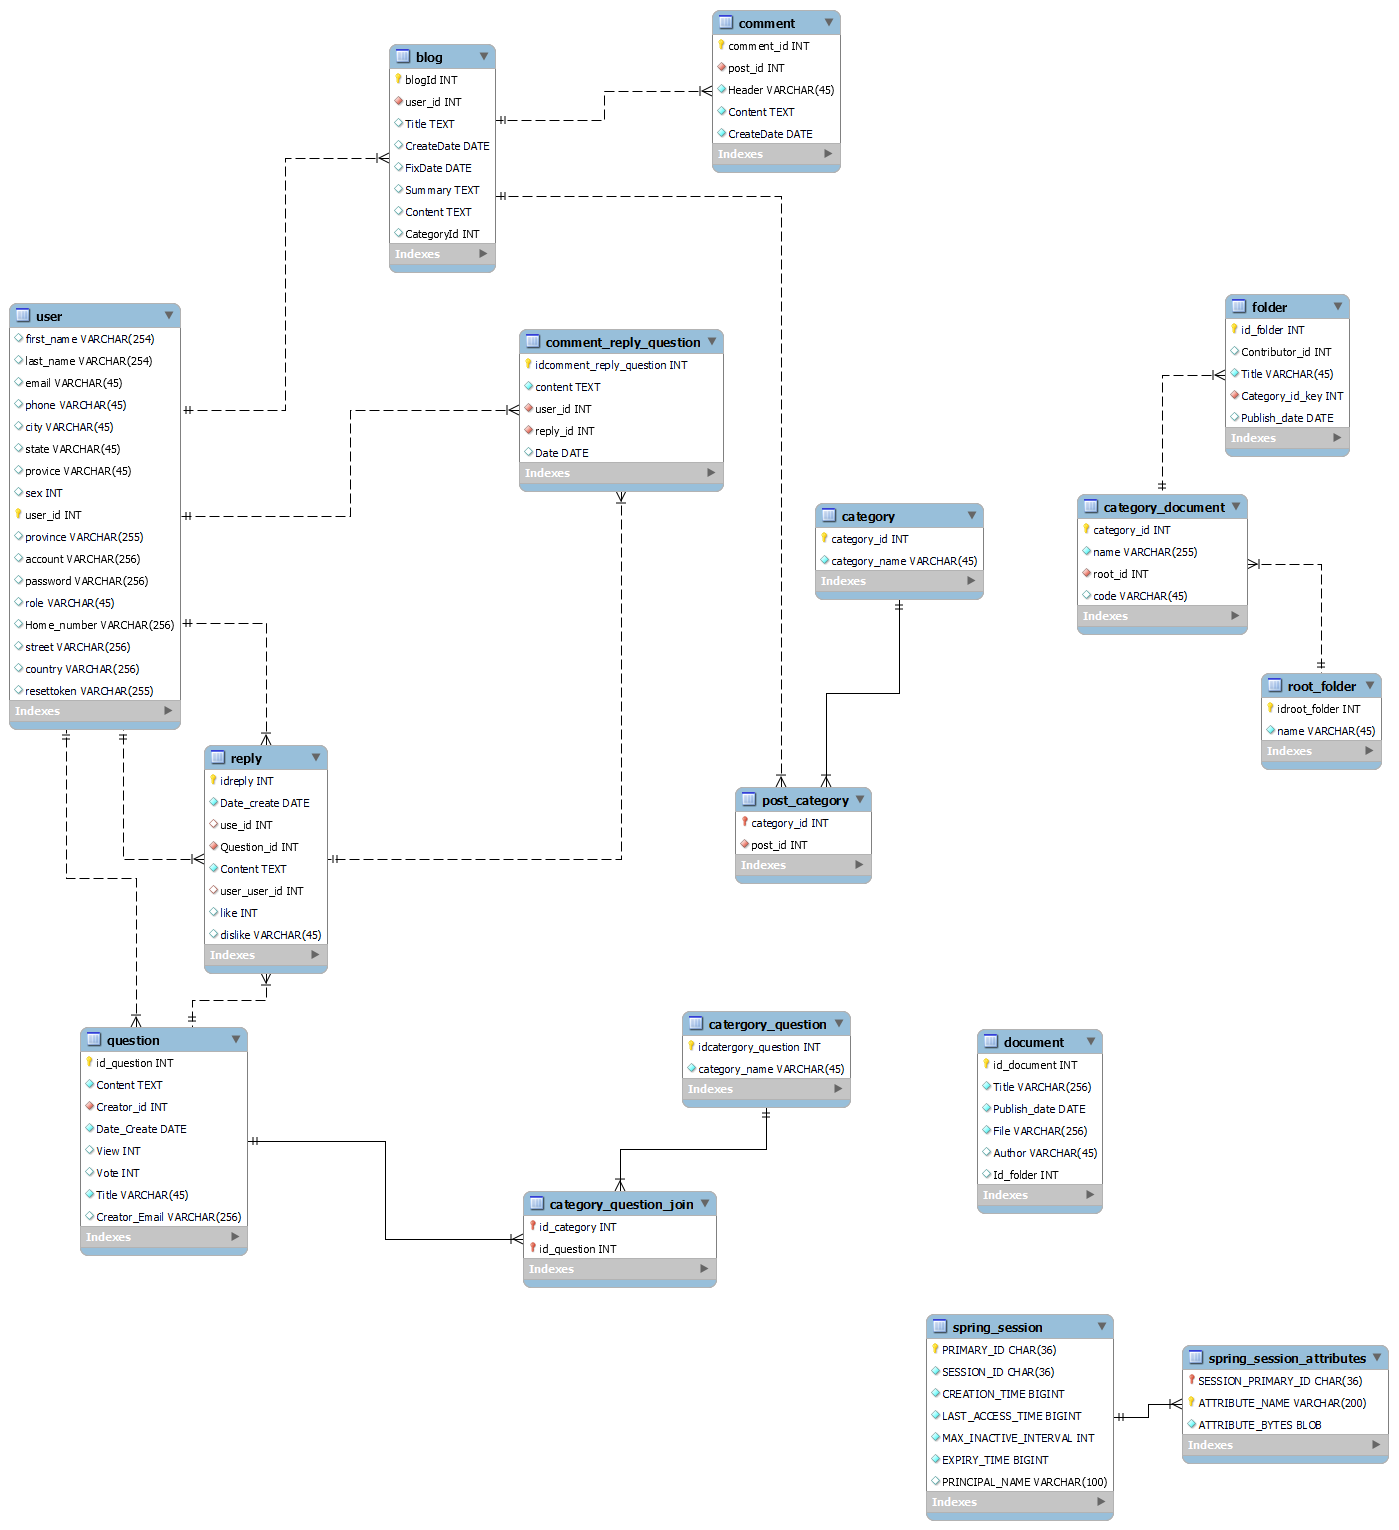 comment
comment_id INT
post_id INT
Header VARCHAR(45)
Content TEXT
CreateDate DATE
Indexes
blog
blogId INT
user_id INT
Title TEXT
CreateDate DATE
FixDate DATE
Summary TEXT
Content TEXT
CategoryId INT
Indexes
user
first_name VARCHAR(254)
last_name VARCHAR(254)
email VARCHAR(45)
phone VARCHAR(45)
city VARCHAR(45)
state VARCHAR(45)
provice VARCHAR(45)
sex INT
user_id INT
province VARCHAR(255)
account VARCHAR(256)
password VARCHAR(256)
role VARCHAR(45)
Home_number VARCHAR(256)
street VARCHAR(256)
country VARCHAR(256)
resettoken VARCHAR(255)
Indexes
comment_reply_question
idcomment_reply_question INT
content TEXT
user_id INT
reply_id INT
Date DATE
Indexes
folder
id_folder INT
Contributor_id INT
Title VARCHAR(45)
Category_id_key INT
Publish_date DATE
Indexes
category
category_id INT
category_name VARCHAR(45)
Indexes
category_document
category_id INT
name VARCHAR(255)
root_id INT
code VARCHAR(45)
Indexes
root_folder
idroot_folder INT
name VARCHAR(45)
Indexes
reply
idreply INT
Date_create DATE
use_id INT
Question_id INT
Content TEXT
user_user_id INT
like INT
dislike VARCHAR(45)
Indexes
post_category
category_id INT
post_id INT
Indexes
question
id_question INT
Content TEXT
Creator_id INT
Date_Create DATE
View INT
Vote INT
Title VARCHAR(45)
Creator_Email VARCHAR(256)
Indexes
catergory_question
idcatergory_question INT
category_name VARCHAR(45)
Indexes
document
id_document INT
Title VARCHAR(256)
Publish_date DATE
File VARCHAR(256)
Author VARCHAR(45)
Id_folder INT
Indexes
category_question_join
id_category INT
id_question INT
Indexes
spring_session
PRIMARY_ID CHAR(36)
SESSION_ID CHAR(36)
CREATION_TIME BIGINT
LAST_ACCESS_TIME BIGINT
MAX_INACTIVE_INTERVAL INT
EXPIRY_TIME BIGINT
PRINCIPAL_NAME VARCHAR(100)
Indexes
spring_session_attributes
SESSION_PRIMARY_ID CHAR(36)
ATTRIBUTE_NAME VARCHAR(200)
ATTRIBUTE_BYTES BLOB
Indexes